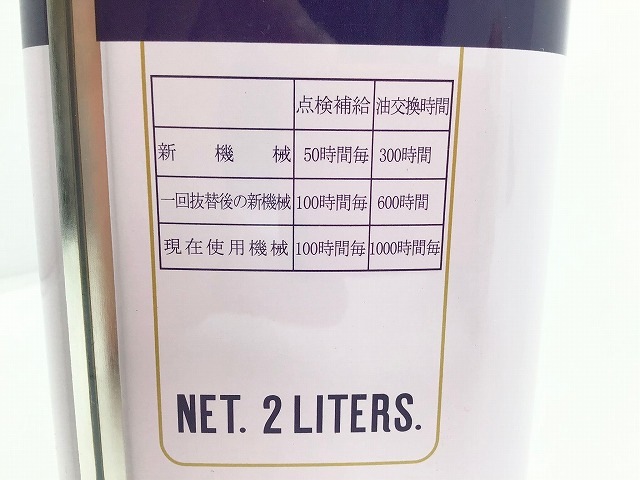 点検補給 油交換時間
新機械 50時間毎 300時間
一回抜替後の新機械 100時間毎 600時間
現在使用機械 100時間毎 1000時間毎
NET. 2 LITERS.